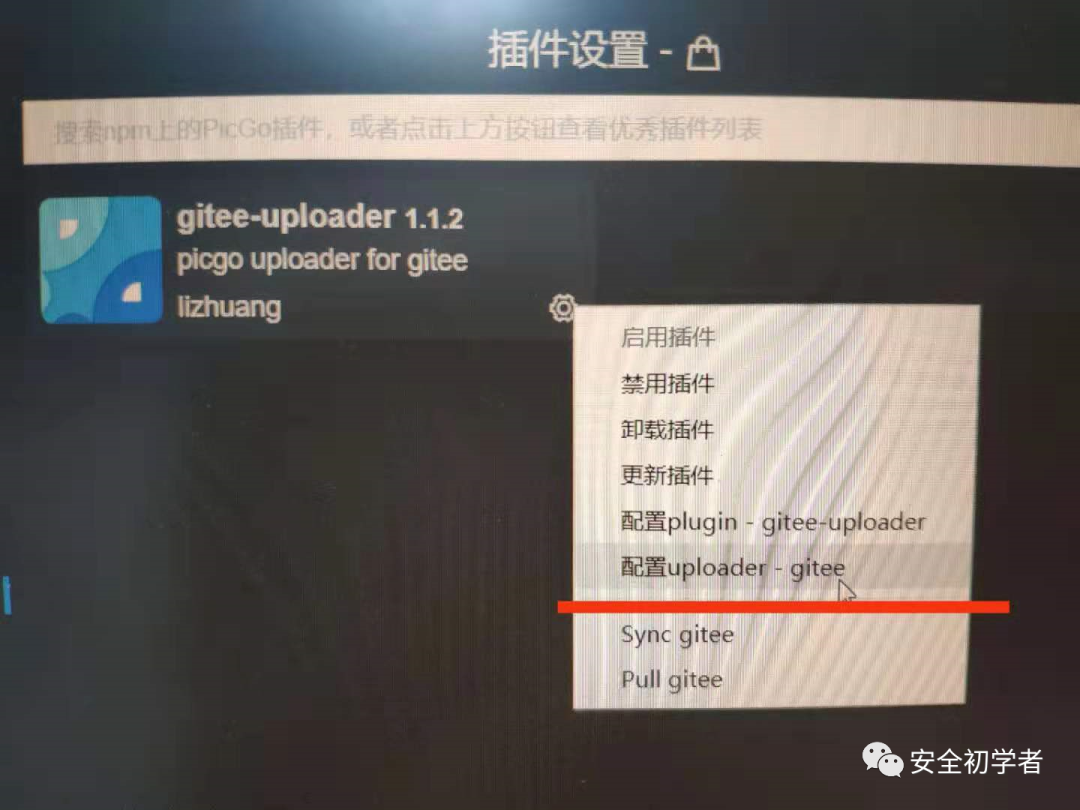 插件设置 -
搜索npm上的PicGo插件，或者点击上方按钮查看优秀插件列表
gitee-uploader 1.1.2
picgo uploader for gitee
lizhuang
启用插件
禁用插件
卸载插件
更新插件
配置plugin - gitee-uploader
配置uploader - gitee
Sync gitee
Pull gitee
安全初学者